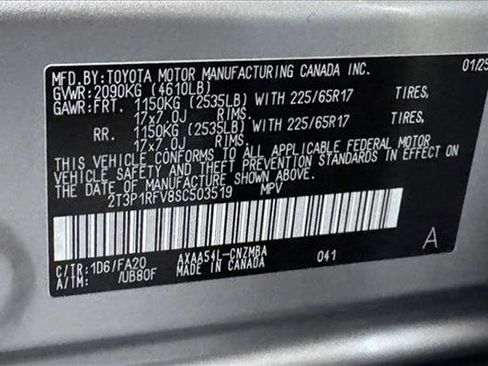 MFD.BY:TOYOTA MOTOR MANUFACTURING CANADA INC. 01/25
GVWR:2090KG (4610LB)
GAWR:FRT. 1150KG (2535LB) WITH 225/65R17 TIRES,
17x7.0J RIMS.
RR. 1150KG (2535LB) WITH 225/65R17 TIRES,
17x7.0J RIMS.
THIS VEHICLE CONFORMS TO ALL APPLICABLE FEDERAL MOTOR
VEHICLE SAFETY AND THEFT PREVENTION STANDARDS IN EFFECT
ON THE DATE OF MANUFACTURE SHOWN ABOVE.
2T3P1RFV8SC503519 MPV
C/TR:1D6/FA20 AXAA54L-CNZMBA 041 A
A/TM: /UB80F MADE IN CANADA